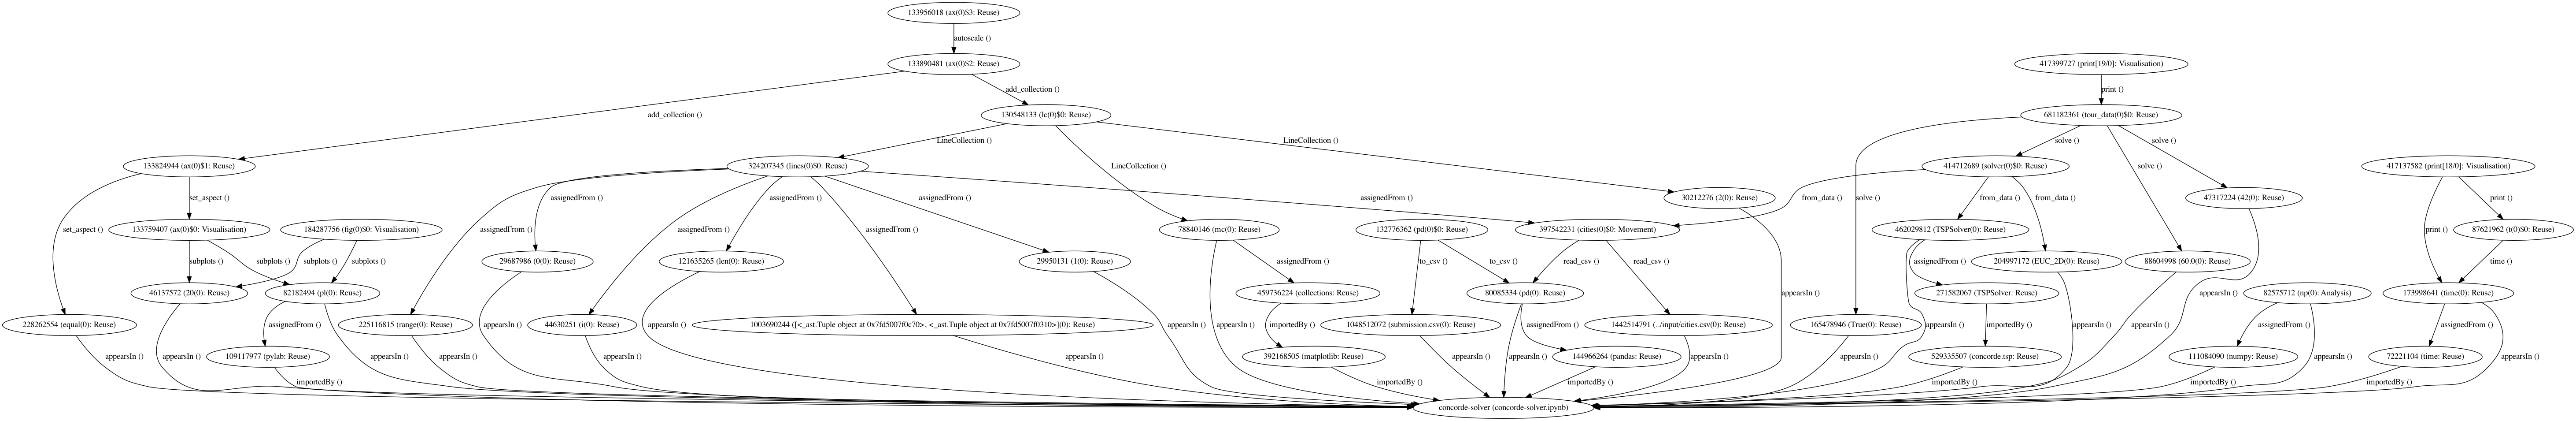 133956018 (ax(0)$3: Reuse)
autoscale ()
133890481 (ax(0)$2: Reuse)
417399727 (print[19/0]: Visualisation)
add_collection ()
print ()
add_collection ()
130548133 (lc(0)$0: Reuse)
681182361 (tour_data(0)$0: Reuse)
LineCollection ()
LineCollection ()
solve ()
solve ()
133824944 (ax(0)$1: Reuse)
324207345 (lines(0)$0: Reuse)
LineCollection ()
414712689 (solver(0)$0: Reuse)
solve ()
417137582 (print[18/0]: Visualisation)
set_aspect ()
assignedFrom ()
assignedFrom ()
assignedFrom ()
assignedFrom ()
30212276 (2(0): Reuse)
from_data ()
solve ()
from_data ()
from_data ()
47317224 (42(0): Reuse)
print ()
set_aspect ()
133759407 (ax(0)$0: Visualisation)
184287756 (fig(0)$0: Visualisation)
assignedFrom ()
assignedFrom ()
assignedFrom ()
78840146 (mc(0): Reuse)
132776362 (pd(0)$0: Reuse)
397542231 (cities(0)$0: Movement)
462029812 (TSPSolver(0): Reuse)
print ()
87621962 (t(0)$0: Reuse)
subplots ()
subplots ()
subplots ()
subplots ()
29687986 (0(0): Reuse)
121635265 (len(0): Reuse)
29950131 (1(0): Reuse)
assignedFrom ()
to_csv ()
to_csv ()
read_csv ()
read_csv ()
assignedFrom ()
204997172 (EUC_2D(0): Reuse)
88604998 (60.0(0): Reuse)
time ()
46137572 (20(0): Reuse)
82182494 (pl(0): Reuse)
459736224 (collections: Reuse)
80085334 (pd(0): Reuse)
appearsIn ()
271582067 (TSPSolver: Reuse)
appearsIn ()
82575712 (np(0): Analysis)
173998641 (time(0): Reuse)
228262554 (equal(0): Reuse)
assignedFrom ()
225116815 (range(0): Reuse)
appearsIn ()
44630251 (i(0): Reuse)
appearsIn ()
1003690244 ([<_ast.Tuple object at 0x7fd5007f0c70>, <_ast.Tuple object at 0x7fd5007f0310>](0): Reuse)
appearsIn ()
appearsIn ()
importedBy ()
1048512072 (submission.csv(0): Reuse)
assignedFrom ()
1442514791 (../input/cities.csv(0): Reuse)
165478946 (True(0): Reuse)
appearsIn ()
importedBy ()
appearsIn ()
appearsIn ()
assignedFrom ()
assignedFrom ()
appearsIn ()
appearsIn ()
109117977 (pylab: Reuse)
appearsIn ()
appearsIn ()
appearsIn ()
appearsIn ()
392168505 (matplotlib: Reuse)
appearsIn ()
appearsIn ()
144966264 (pandas: Reuse)
appearsIn ()
appearsIn ()
529335507 (concorde.tsp: Reuse)
111084090 (numpy: Reuse)
appearsIn ()
72221104 (time: Reuse)
appearsIn ()
importedBy ()
importedBy ()
importedBy ()
importedBy ()
importedBy ()
importedBy ()
concorde-solver (concorde-solver.ipynb)